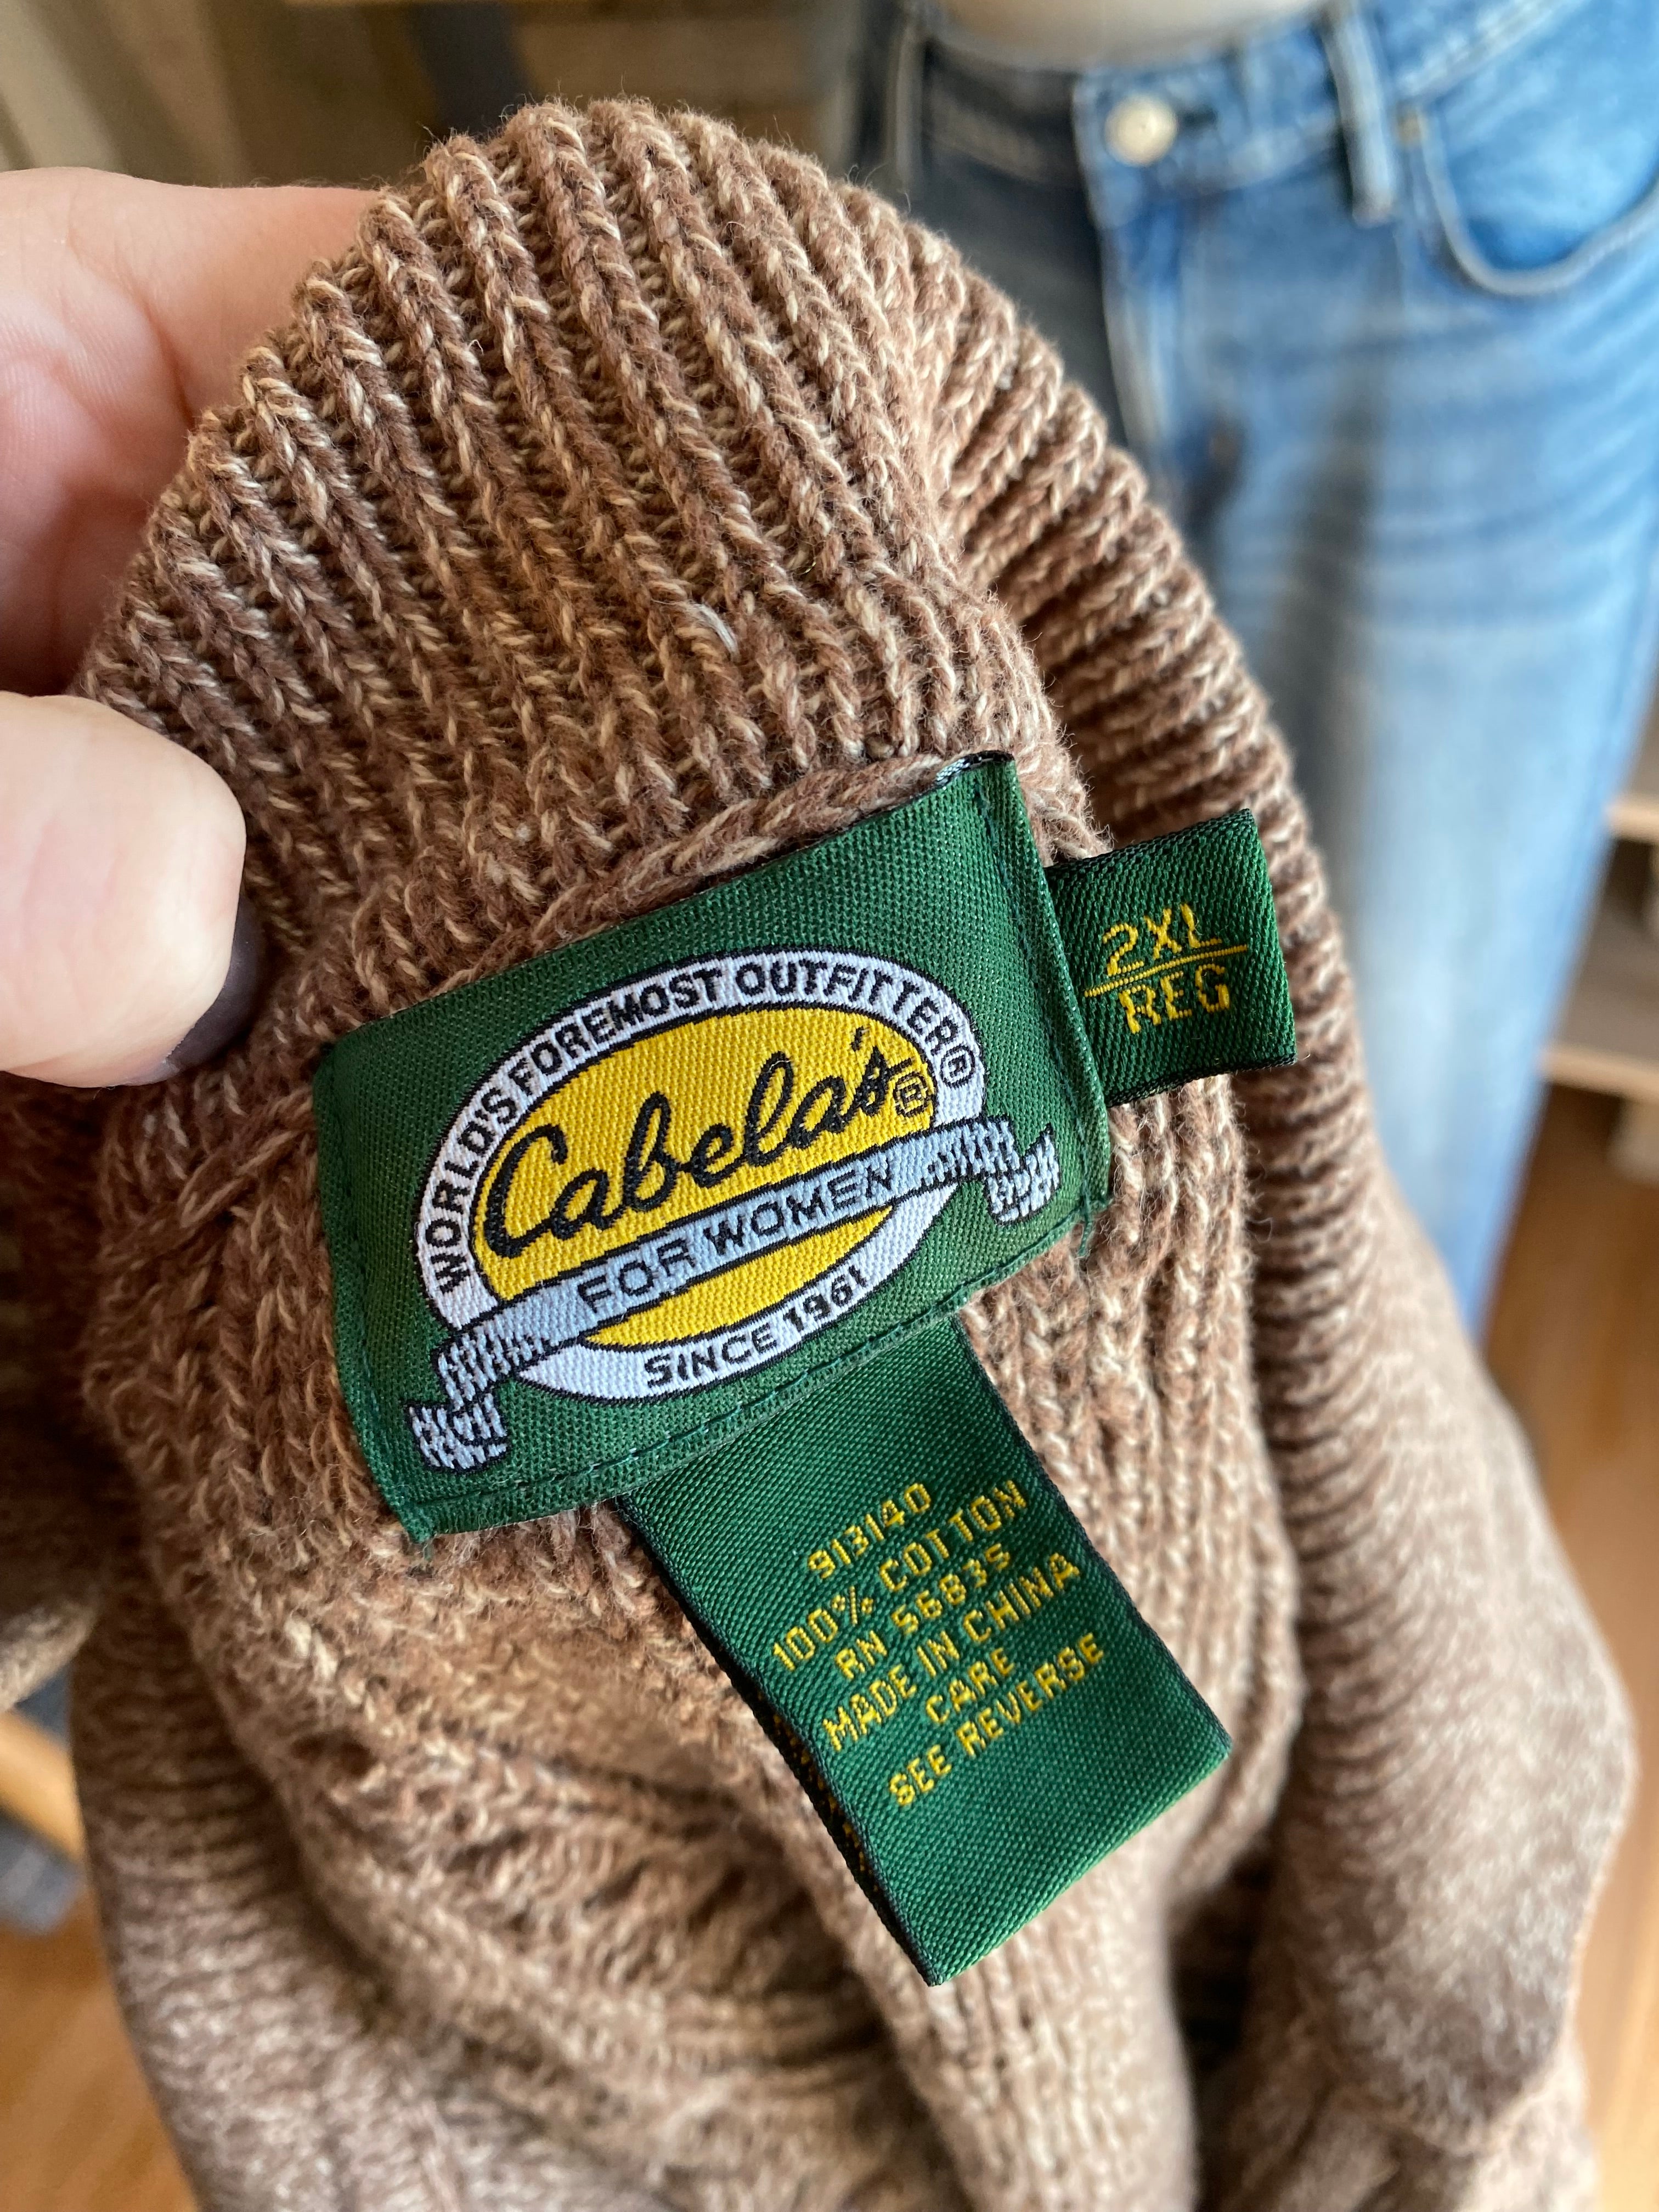 WORLD'S FOREMOST OUTFITTER®
Cabela's®
FOR WOMEN
SINCE 1961
2XL
REG
913140
100% COTTON
RN 56835
MADE IN CHINA
CARE
SEE REVERSE